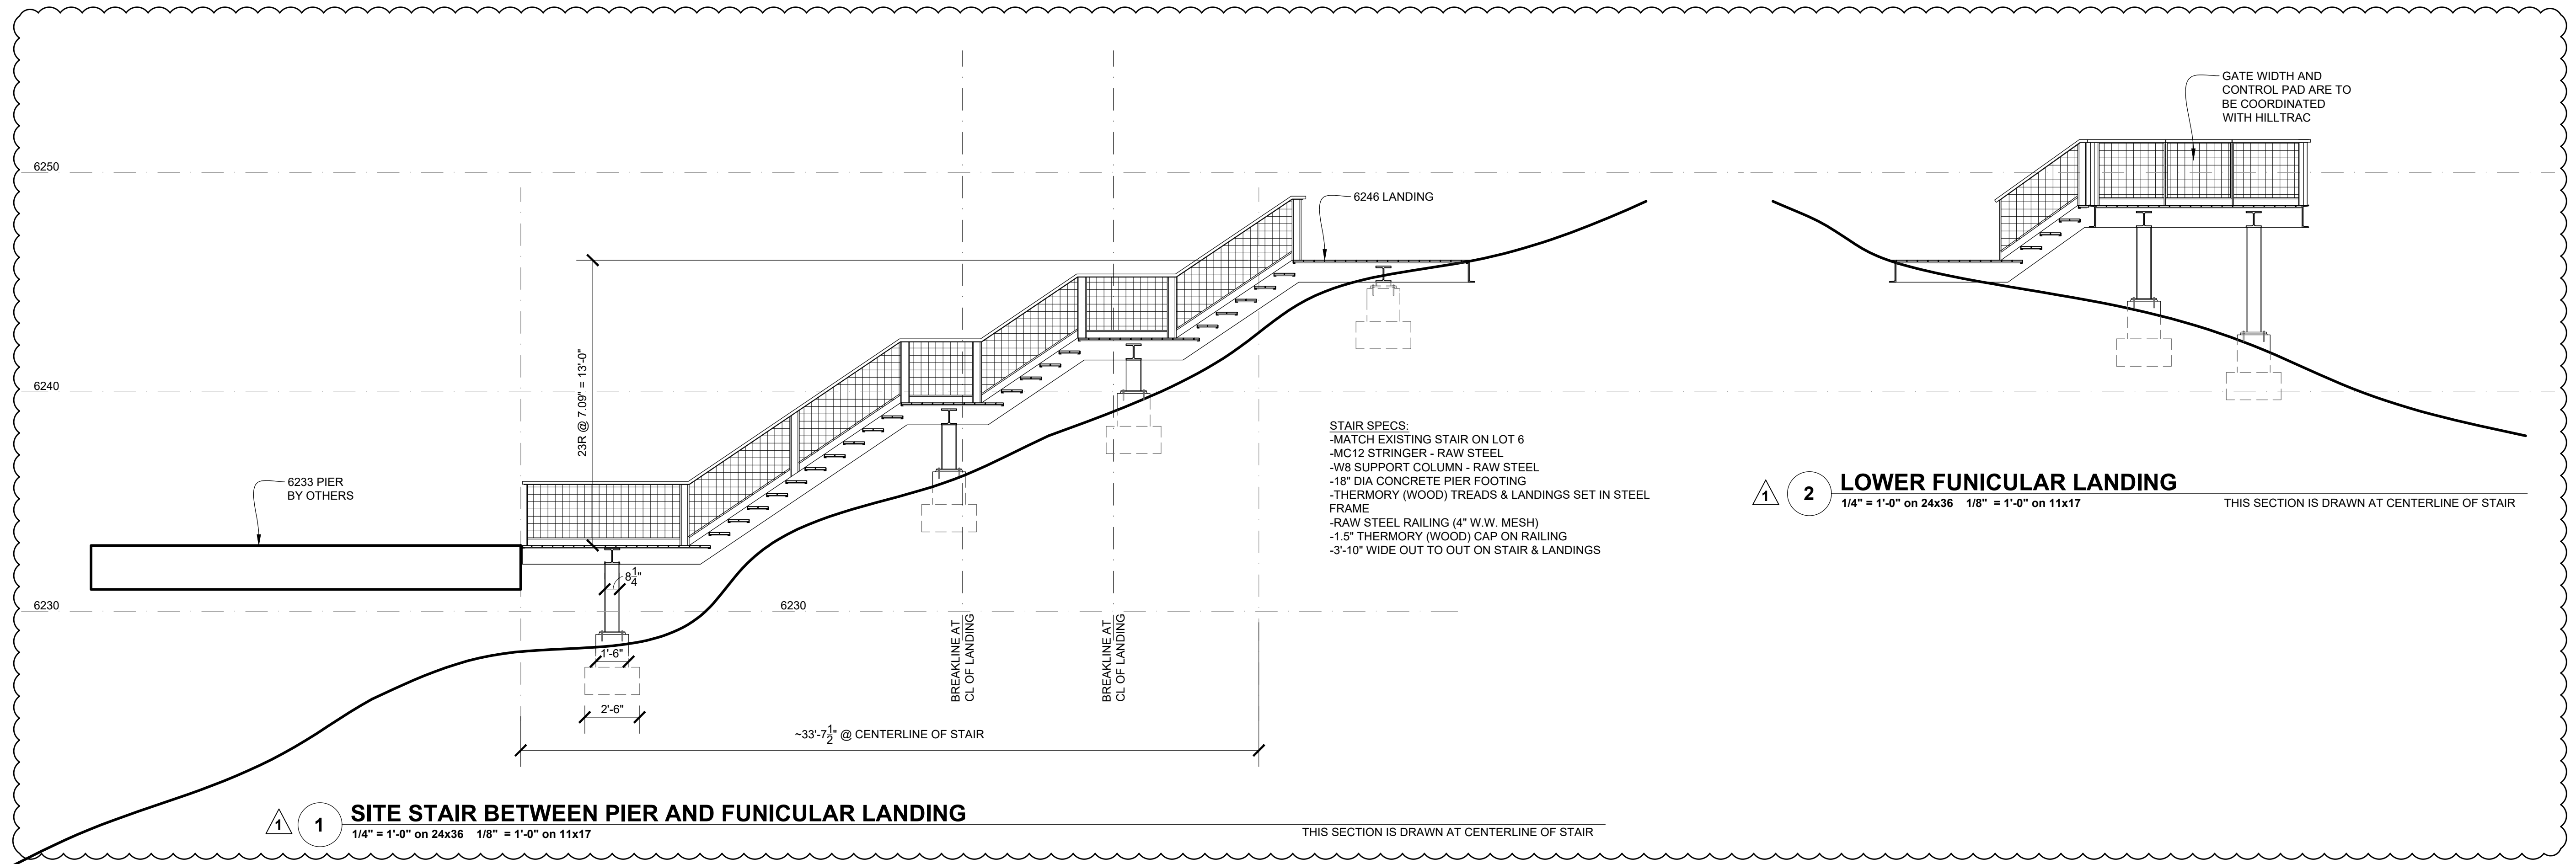 6250
6240
6230
6230
23R @ 7.09" = 13'-0"
6233 PIER
BY OTHERS
8 1/4"
1'-6"
2'-6"
~33'-7 1/2" @ CENTERLINE OF STAIR
BREAKLINE AT
CL OF LANDING
BREAKLINE AT
CL OF LANDING
6246 LANDING
STAIR SPECS:
-MATCH EXISTING STAIR ON LOT 6
-MC12 STRINGER - RAW STEEL
-W8 SUPPORT COLUMN - RAW STEEL
-18" DIA CONCRETE PIER FOOTING
-THERMORY (WOOD) TREADS & LANDINGS SET IN STEEL
FRAME
-RAW STEEL RAILING (4" W.W. MESH)
-1.5" THERMORY (WOOD) CAP ON RAILING
-3'-10" WIDE OUT TO OUT ON STAIR & LANDINGS
1
1
SITE STAIR BETWEEN PIER AND FUNICULAR LANDING
1/4" = 1'-0" on 24x36 1/8" = 1'-0" on 11x17
THIS SECTION IS DRAWN AT CENTERLINE OF STAIR
GATE WIDTH AND
CONTROL PAD ARE TO
BE COORDINATED
WITH HILLTRAC
1
2
LOWER FUNICULAR LANDING
1/4" = 1'-0" on 24x36 1/8" = 1'-0" on 11x17
THIS SECTION IS DRAWN AT CENTERLINE OF STAIR